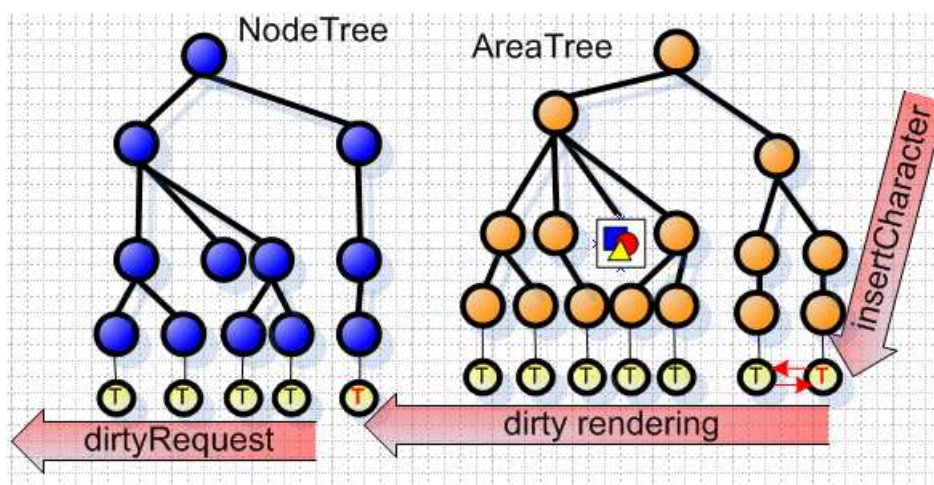 NodeTree
AreaTree
insertCharacter
T T T T T
T T T T T T T
dirtyRequest
dirty rendering